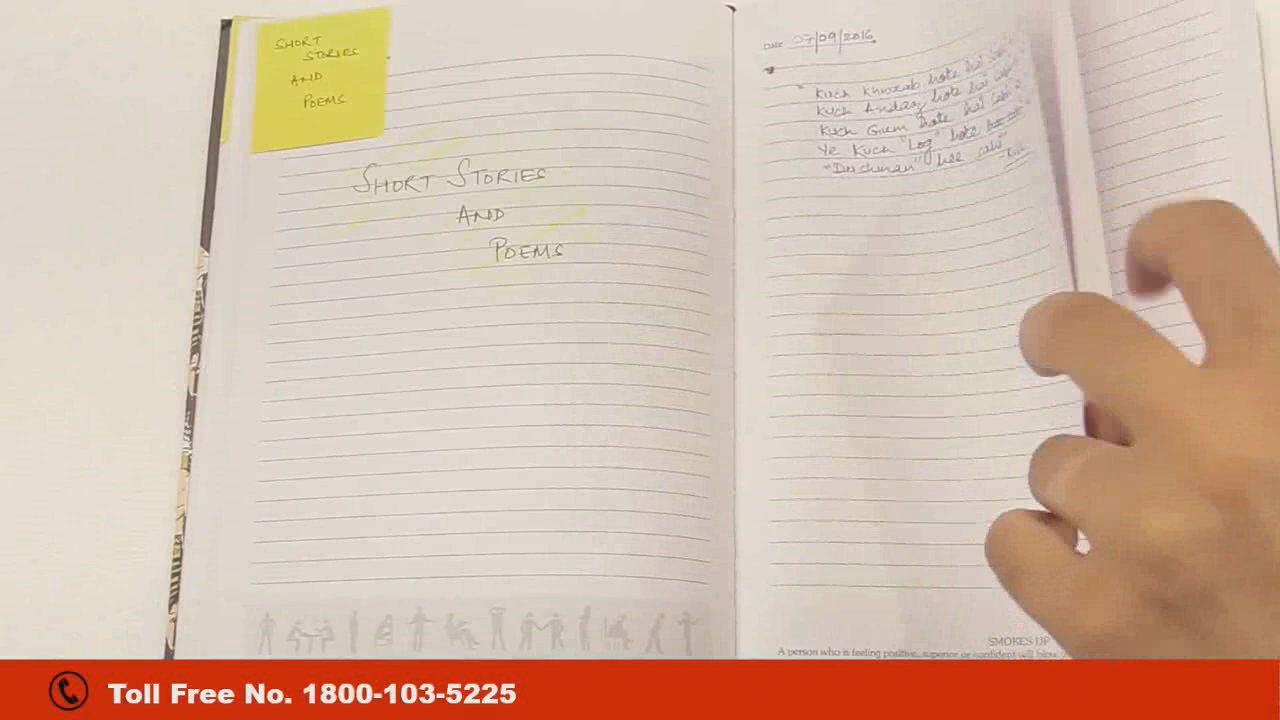 SHORT
STORIES
AND
POEMS
SHORT STORIES
AND
POEMS
Date 07/09/2016
"Kuch Khwaab hote hai
Kuch Andaaz hote hai
Kuch Gum hote hai
Ye Kuch "Log" hote
"Dushman"
SMOKES UP
A person who is feeling positive, superior or confident will blow
Toll Free No. 1800-103-5225